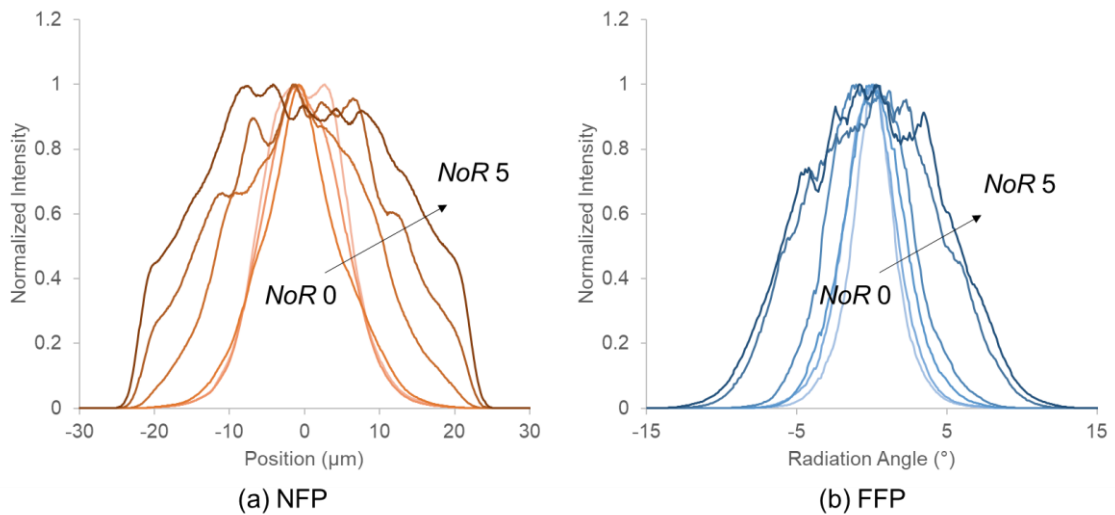 1.2
1
0.8
0.6
0.4
0.2
0
Normalized Intensity
NoR 5
NoR 0
-30 -20 -10 0 10 20 30
Position (µm)
(a) NFP
1.2
1
0.8
0.6
0.4
0.2
0
Normalized Intensity
NoR 5
NoR 0
-15 -5 5 15
Radiation Angle (°)
(b) FFP